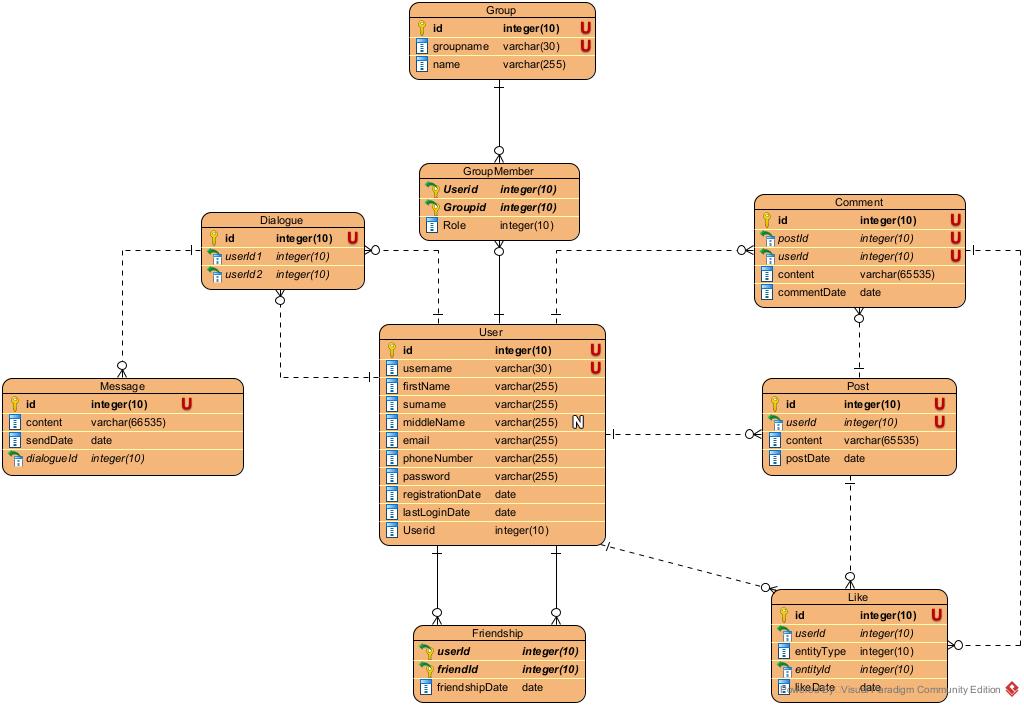 Group
id integer(10) U
groupname varchar(30) U
name varchar(255)
GroupMember
Userid integer(10)
Groupid integer(10)
Role integer(10)
Dialogue
id integer(10) U
userId1 integer(10)
userId2 integer(10)
Comment
id integer(10) U
postId integer(10) U
userId integer(10) U
content varchar(65535)
commentDate date
User
id integer(10) U
username varchar(30) U
firstName varchar(255)
surname varchar(255)
middleName varchar(255) N
email varchar(255)
phoneNumber varchar(255)
password varchar(255)
registrationDate date
lastLoginDate date
Userid integer(10)
Message
id integer(10) U
content varchar(66535)
sendDate date
dialogueId integer(10)
Post
id integer(10) U
userId integer(10) U
content varchar(65535)
postDate date
Friendship
userId integer(10)
friendId integer(10)
friendshipDate date
Like
id integer(10) U
userId integer(10)
entityType integer(10)
entityId integer(10)
likeDate date
Powered By Visual Paradigm Community Edition